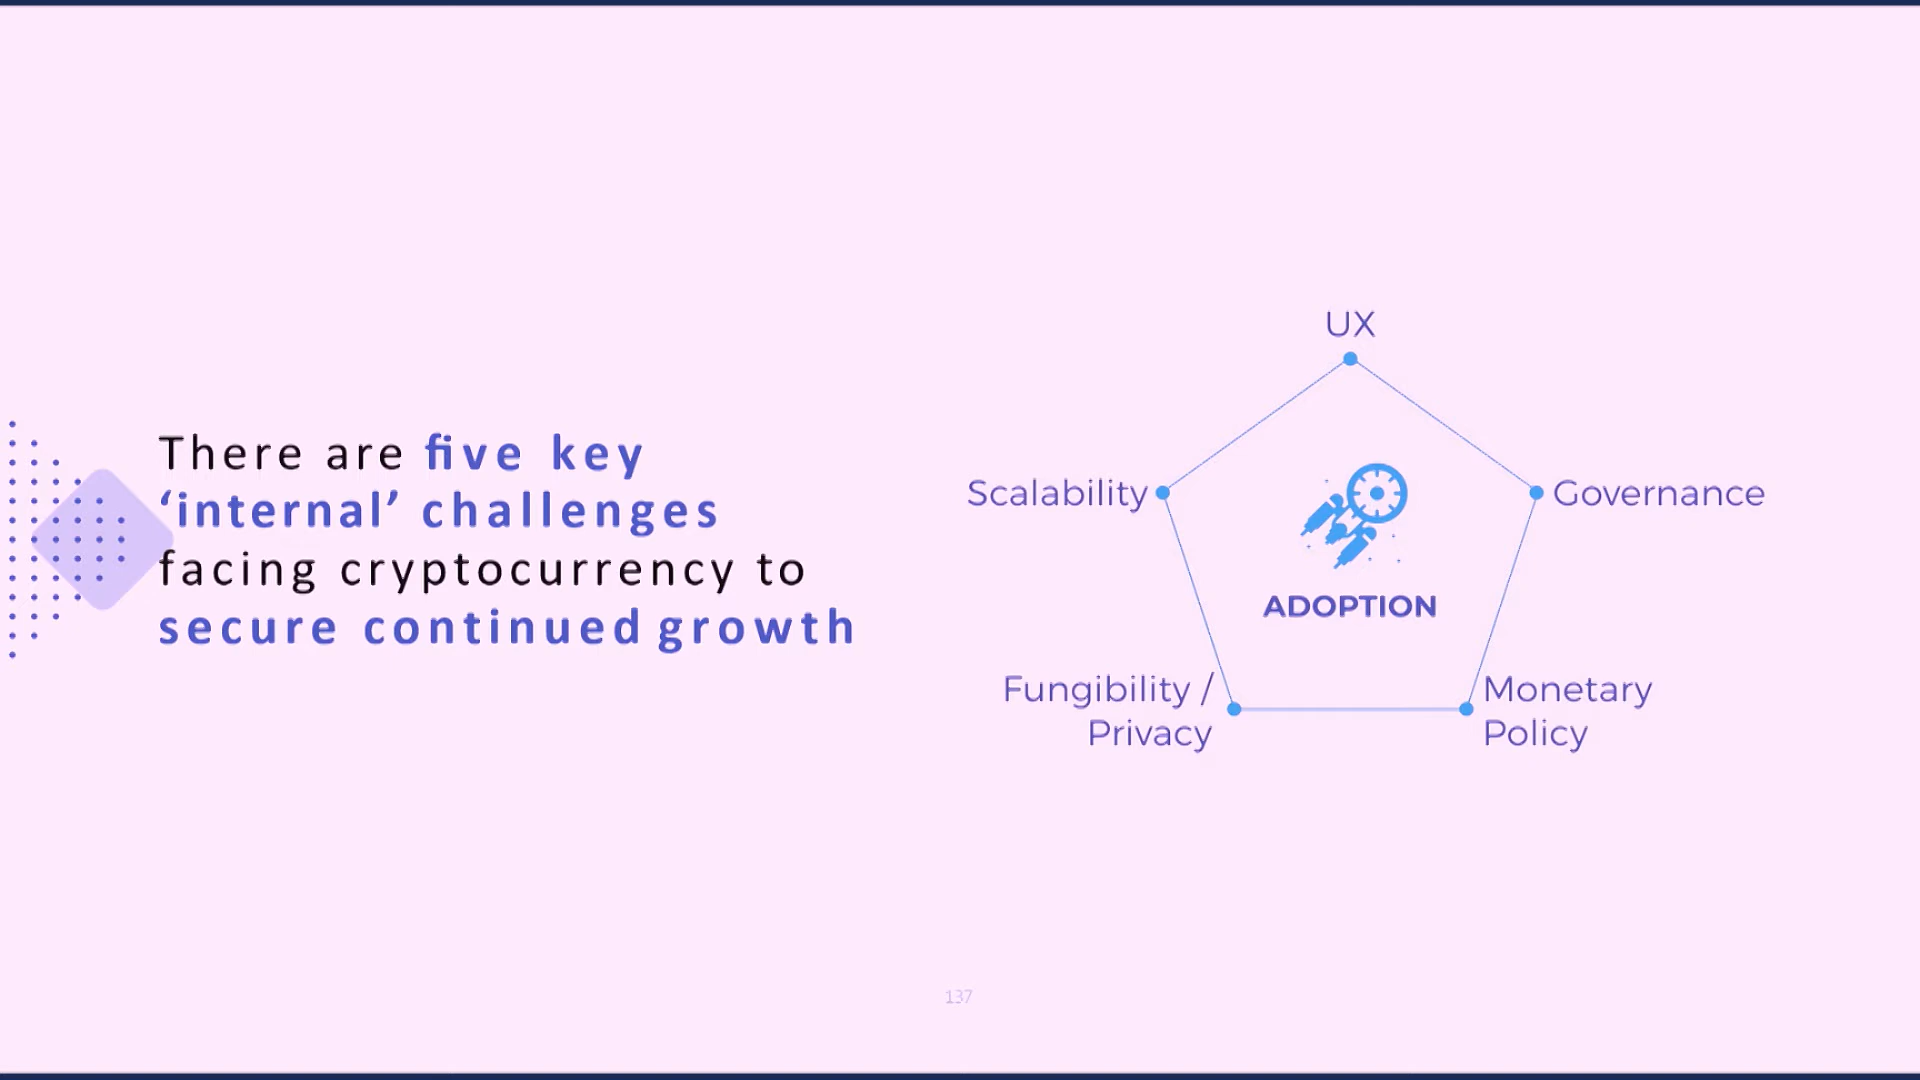 There are five key
‘internal’ challenges
facing cryptocurrency to
secure continued growth
UX
Scalability
Governance
ADOPTION
Fungibility /
Privacy
Monetary
Policy
137